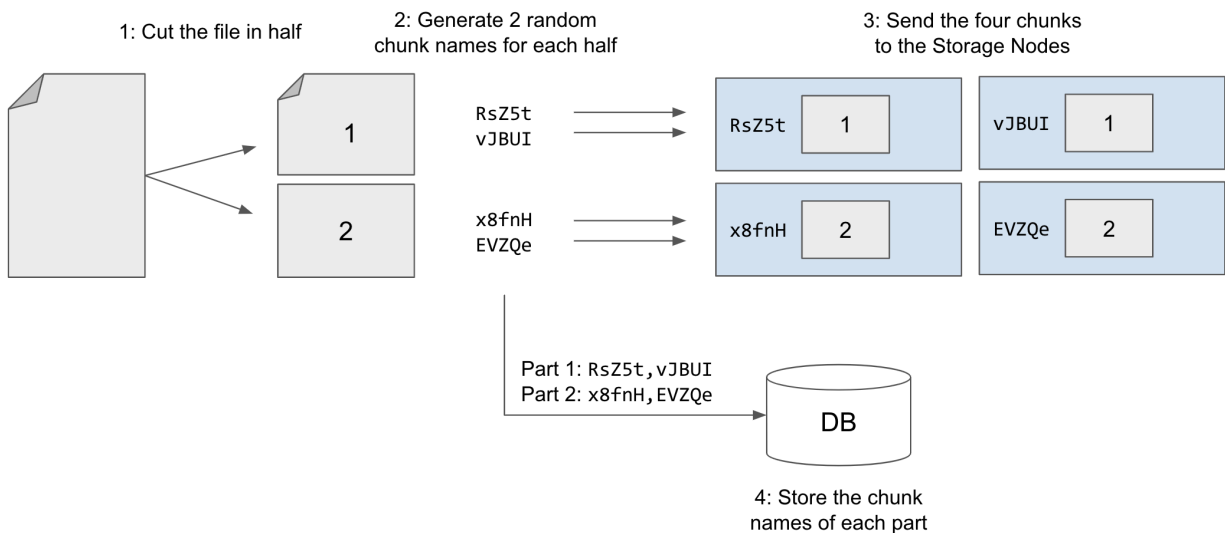 1: Cut the file in half
2: Generate 2 random
chunk names for each half
3: Send the four chunks
to the Storage Nodes
1
2
RsZ5t
vJBUI
x8fnH
EVZQe
RsZ5t
1
vJBUI
1
x8fnH
2
EVZQe
2
Part 1: RsZ5t,vJBUI
Part 2: x8fnH,EVZQe
DB
4: Store the chunk
names of each part